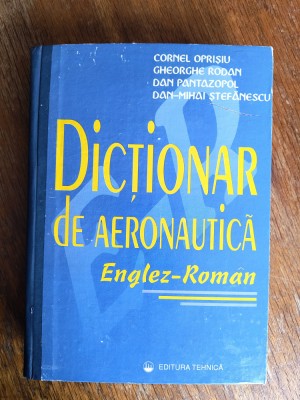 CORNEL OPRIȘIU
GHEORGHE RODAN
DAN PANTAZOPOL
DAN-MIHAI ȘTEFĂNESCU
DICȚIONAR
DE AERONAUTICĂ
Englez-Român
EDITURA TEHNICĂ